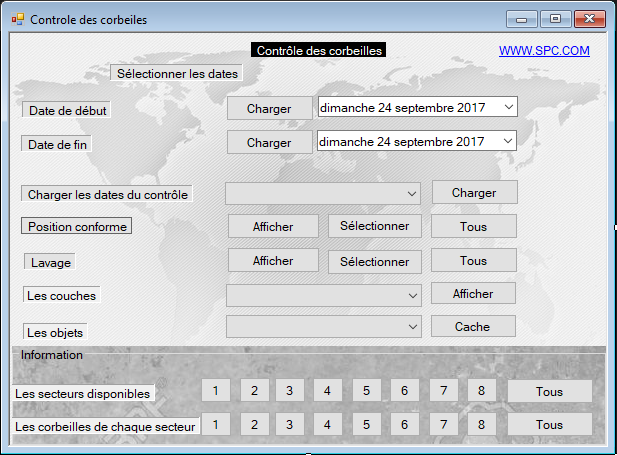 Controle des corbeiles
Contrôle des corbeilles WWW.SPC.COM
Sélectionner les dates
Date de début Charger dimanche 24 septembre 2017
Date de fin Charger dimanche 24 septembre 2017
Charger les dates du contrôle Charger
Position conforme Afficher Sélectionner Tous
Lavage Afficher Sélectionner Tous
Les couches Afficher
Les objets Cache
Information
Les secteurs disponibles 1 2 3 4 5 6 7 8 Tous
Les corbeilles de chaque secteur 1 2 3 4 5 6 7 8 Tous